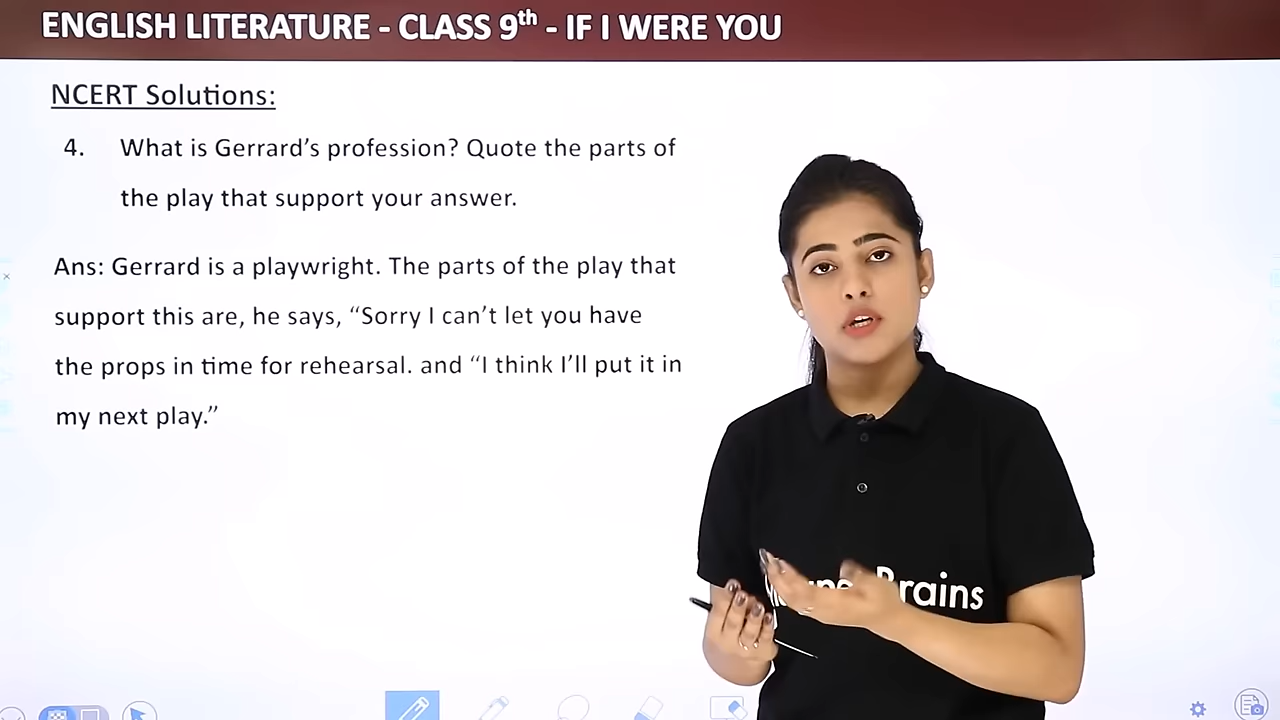 ENGLISH LITERATURE - CLASS 9th - IF I WERE YOU
NCERT Solutions:
4. What is Gerrard’s profession? Quote the parts of
the play that support your answer.
Ans: Gerrard is a playwright. The parts of the play that
support this are, he says, “Sorry I can’t let you have
the props in time for rehearsal. and “I think I’ll put it in
my next play.”
Brains